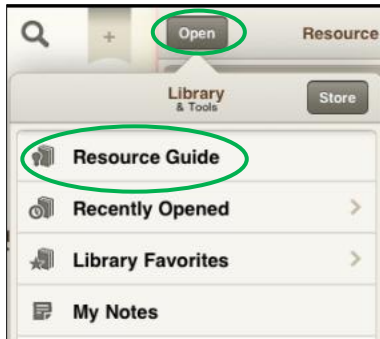 + Open Resource
Library
& Tools
Store
Resource Guide
Recently Opened
Library Favorites
My Notes